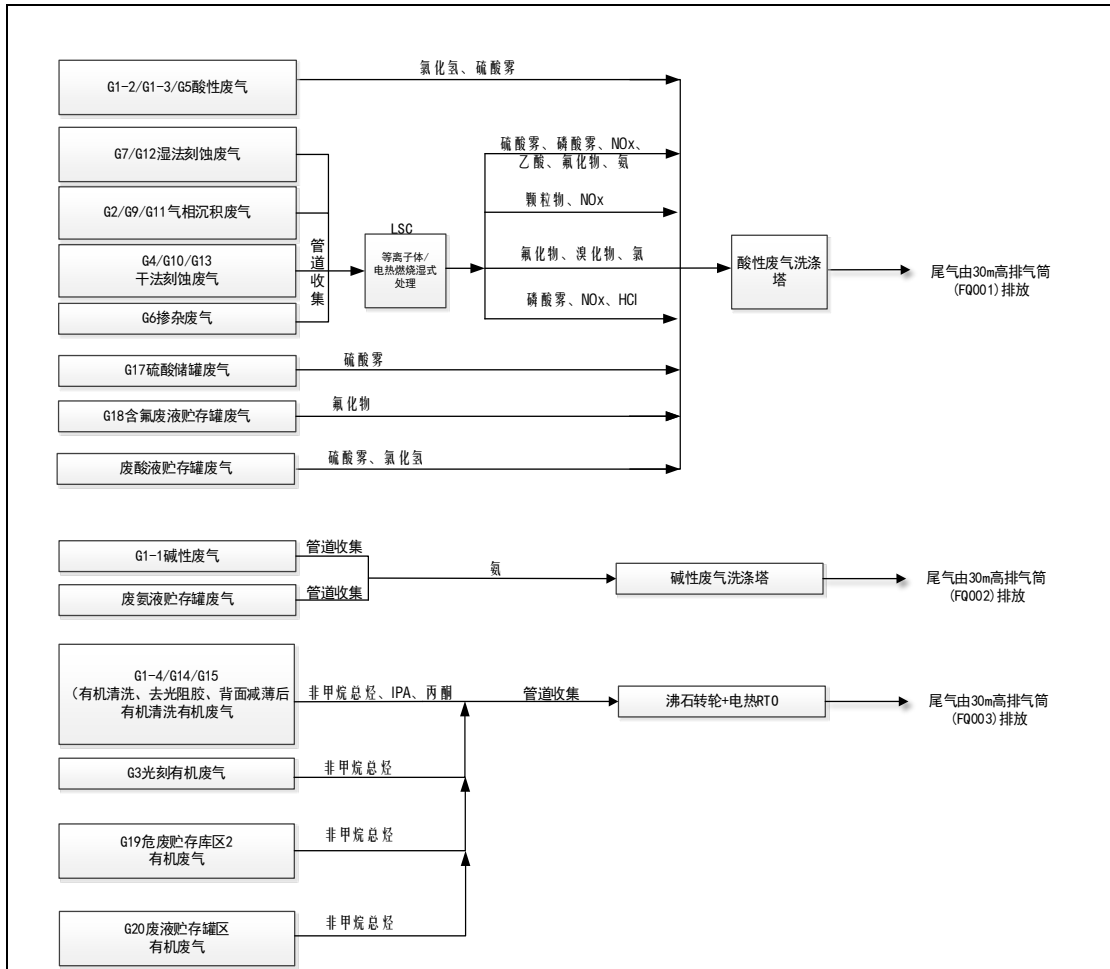 G1-2/G1-3/G5酸性废气
氯化氢、硫酸雾
G7/G12湿法刻蚀废气
G2/G9/G11气相沉积废气
G4/G10/G13
干法刻蚀废气
G6掺杂废气
管道收集
LSC
等离子体/
电热燃烧湿式
处理
硫酸雾、磷酸雾、NOx、
乙酸、氟化物、氨
颗粒物、NOx
氟化物、溴化物、氯
磷酸雾、NOx、HCl
酸性废气洗涤
塔
尾气由30m高排气筒
(FQ001)排放
G17硫酸储罐废气
硫酸雾
G18含氟废液贮存罐废气
氟化物
废酸液贮存罐废气
硫酸雾、氯化氢
G1-1碱性废气
管道收集
废氨液贮存罐废气
管道收集
氨
碱性废气洗涤塔
尾气由30m高排气筒
(FQ002)排放
G1-4/G14/G15
(有机清洗、去光阻胶、背面减薄后
有机清洗有机废气
非甲烷总烃、IPA、丙酮
管道收集
沸石转轮+电热RTO
尾气由30m高排气筒
(FQ003)排放
G3光刻有机废气
非甲烷总烃
G19危废贮存库区2
有机废气
非甲烷总烃
G20废液贮存罐区
有机废气
非甲烷总烃